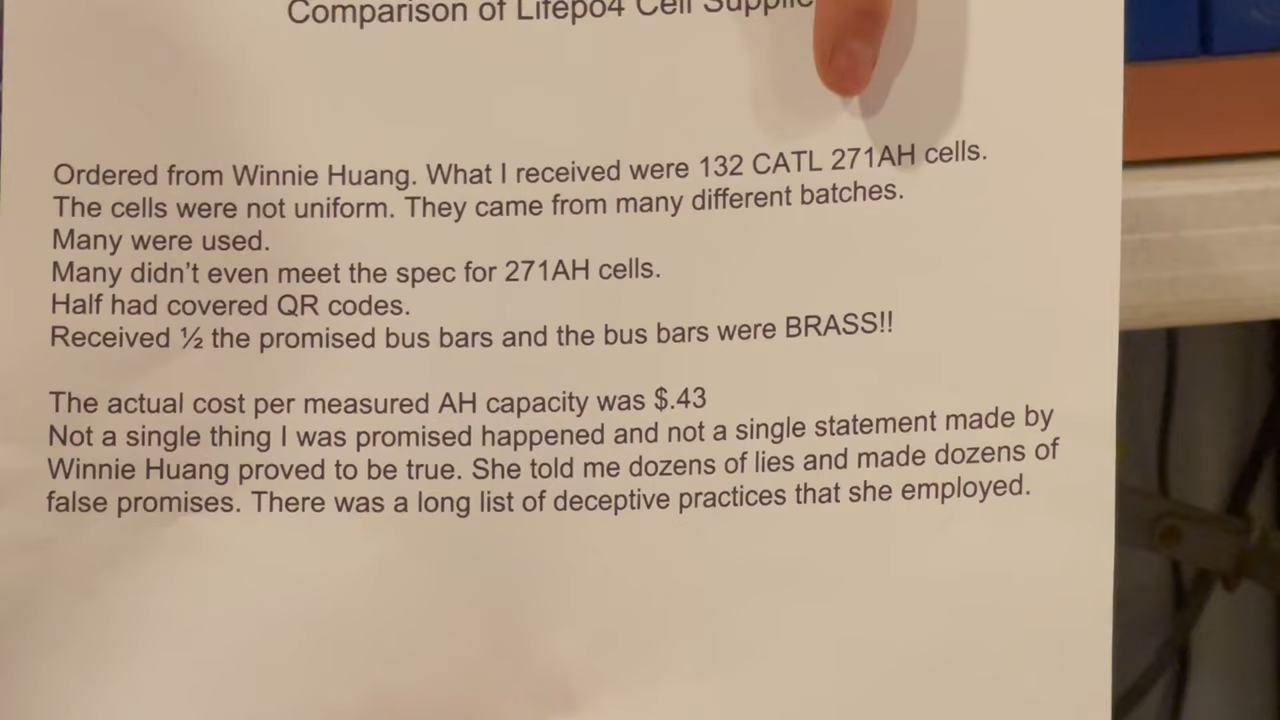 Comparison of Lifepo4 Cell
Ordered from Winnie Huang. What I received were 132 CATL 271AH cells.
The cells were not uniform. They came from many different batches.
Many were used.
Many didn't even meet the spec for 271AH cells.
Half had covered QR codes.
Received ½ the promised bus bars and the bus bars were BRASS!!
The actual cost per measured AH capacity was $.43
Not a single thing I was promised happened and not a single statement made by
Winnie Huang proved to be true. She told me dozens of lies and made dozens of
false promises. There was a long list of deceptive practices that she employed.